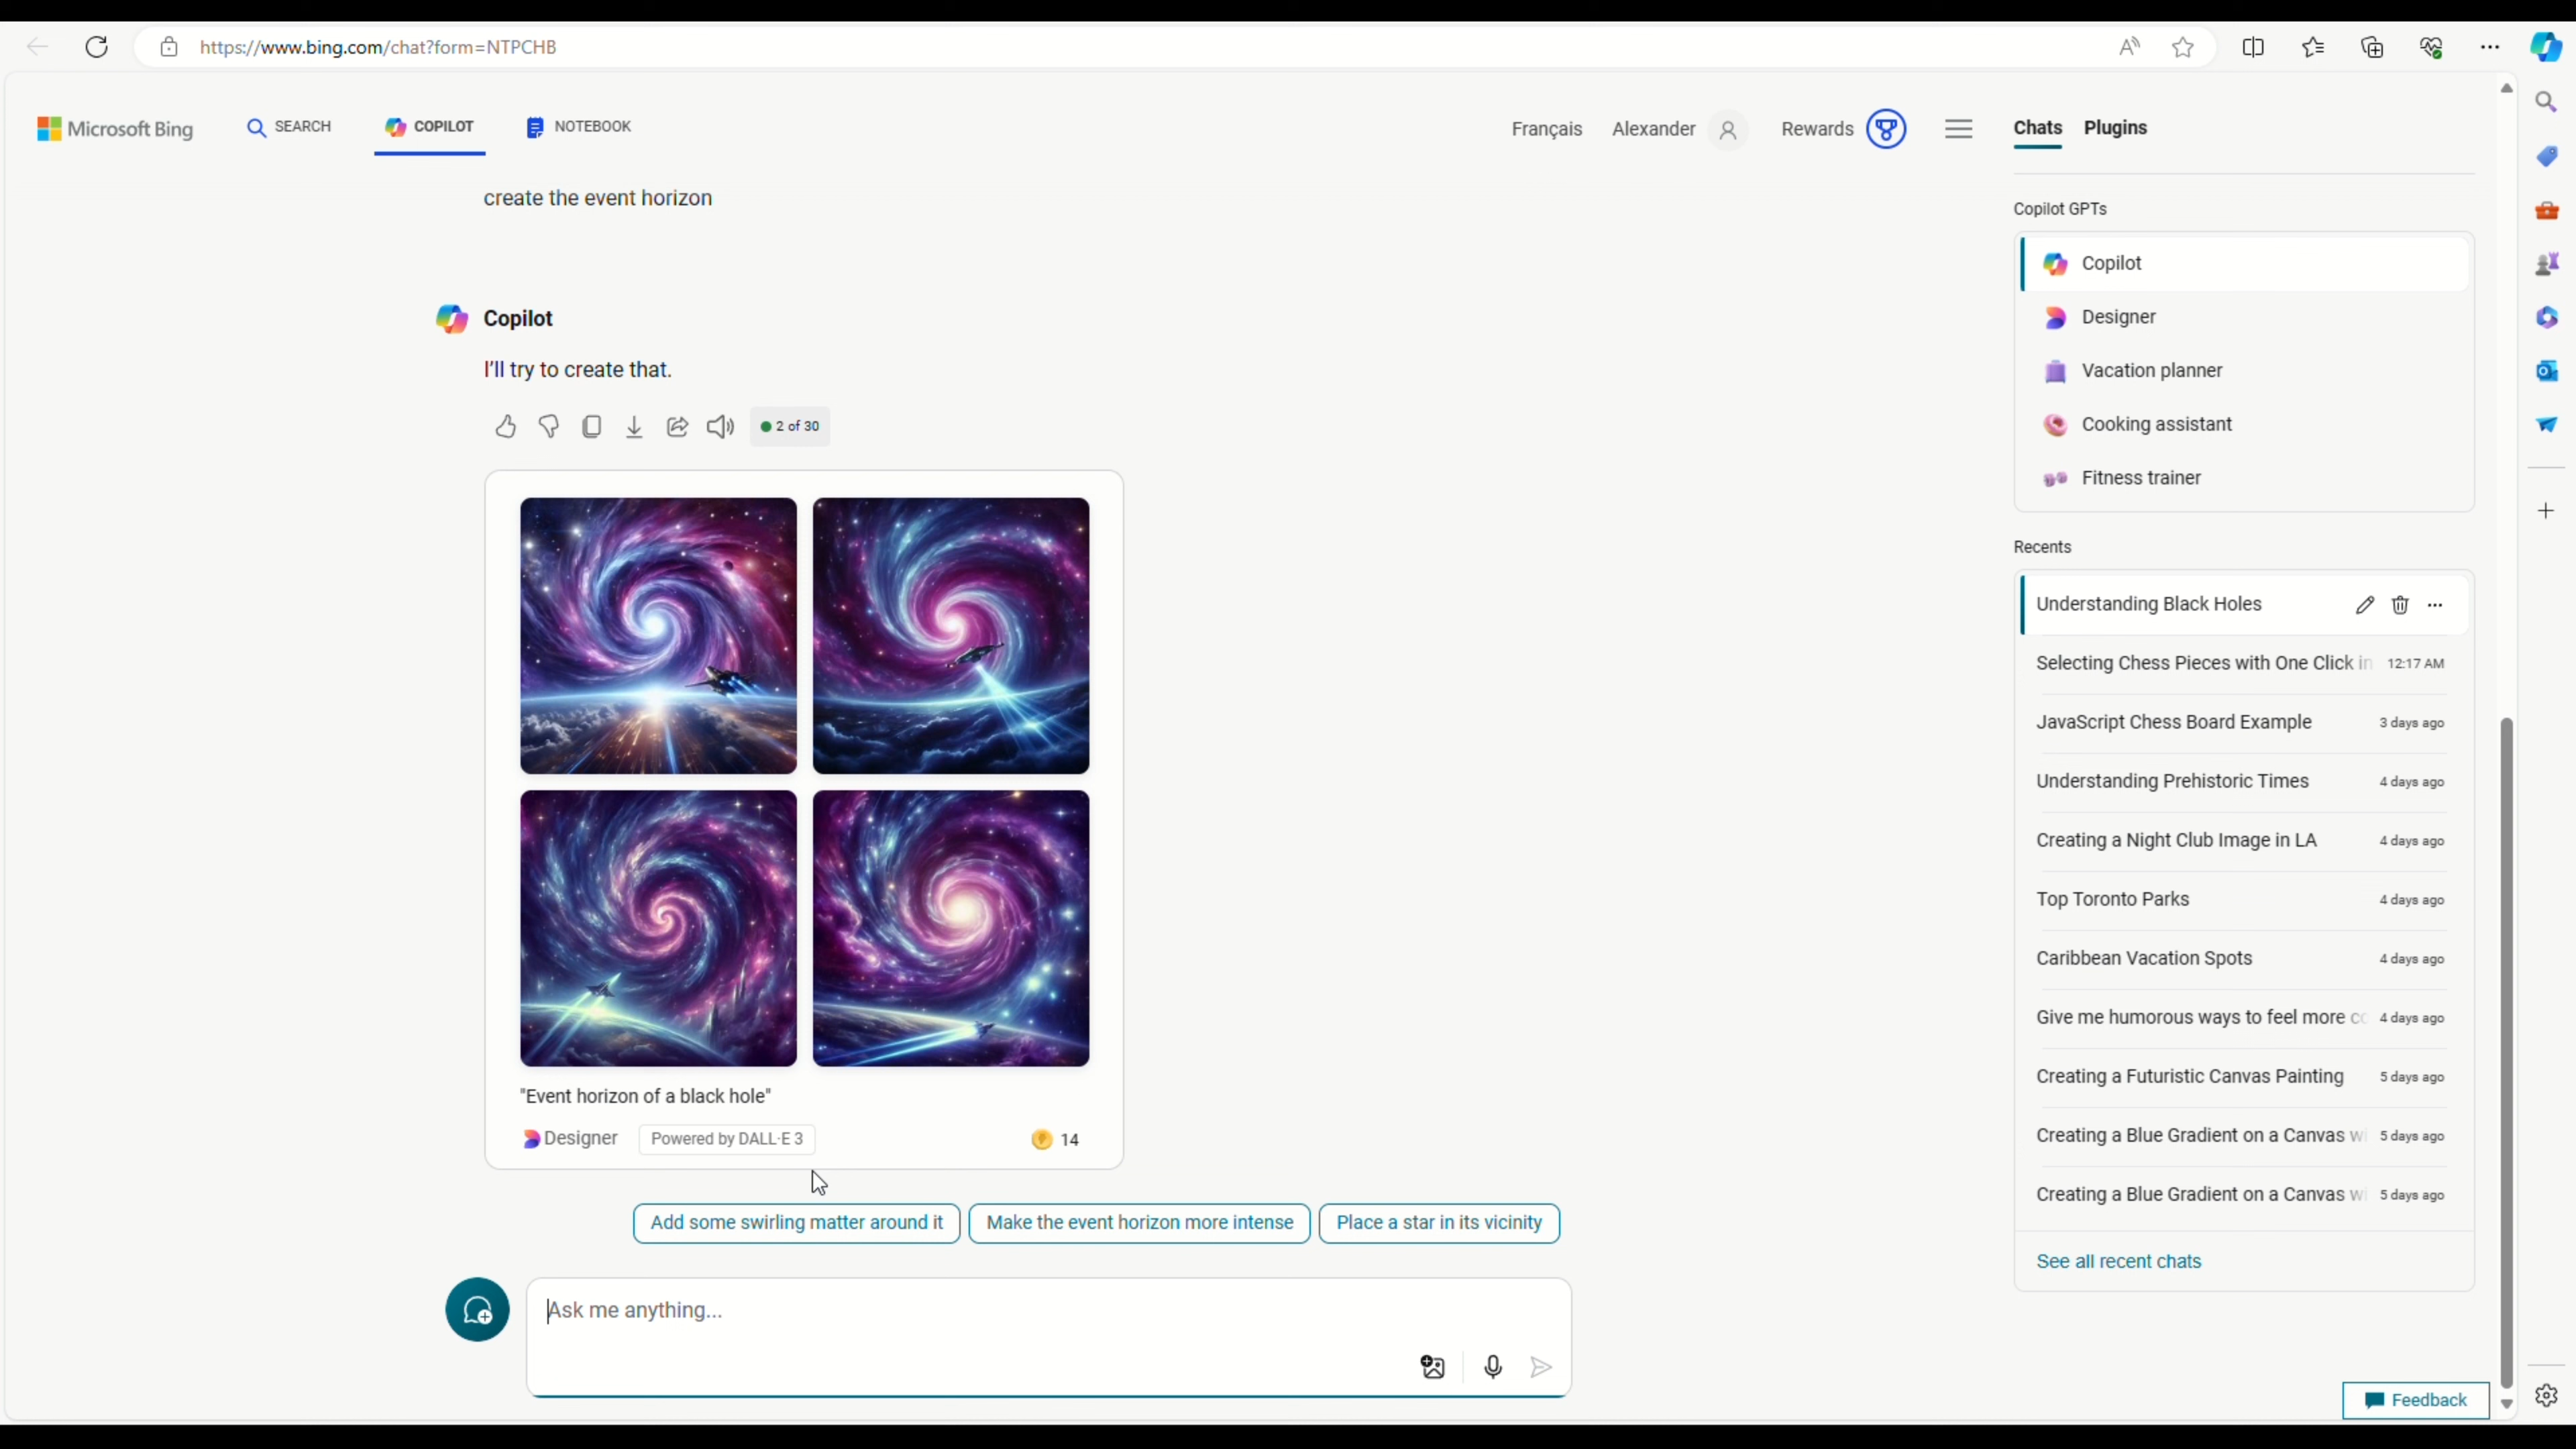 https://www.bing.com/chat?form=NTPCHB
Microsoft Bing
SEARCH
COPILOT
NOTEBOOK
Français
Alexander
Rewards
Chats
Plugins
create the event horizon
Copilot
I'll try to create that.
2 of 30
"Event horizon of a black hole"
Designer
Powered by DALL·E 3
14
Add some swirling matter around it
Make the event horizon more intense
Place a star in its vicinity
Ask me anything...
Copilot GPTs
Copilot
Designer
Vacation planner
Cooking assistant
Fitness trainer
Recents
Understanding Black Holes
Selecting Chess Pieces with One Click in 12:17 AM
JavaScript Chess Board Example 3 days ago
Understanding Prehistoric Times 4 days ago
Creating a Night Club Image in LA 4 days ago
Top Toronto Parks 4 days ago
Caribbean Vacation Spots 4 days ago
Give me humorous ways to feel more 4 days ago
Creating a Futuristic Canvas Painting 5 days ago
Creating a Blue Gradient on a Canvas 5 days ago
Creating a Blue Gradient on a Canvas 5 days ago
See all recent chats
Feedback